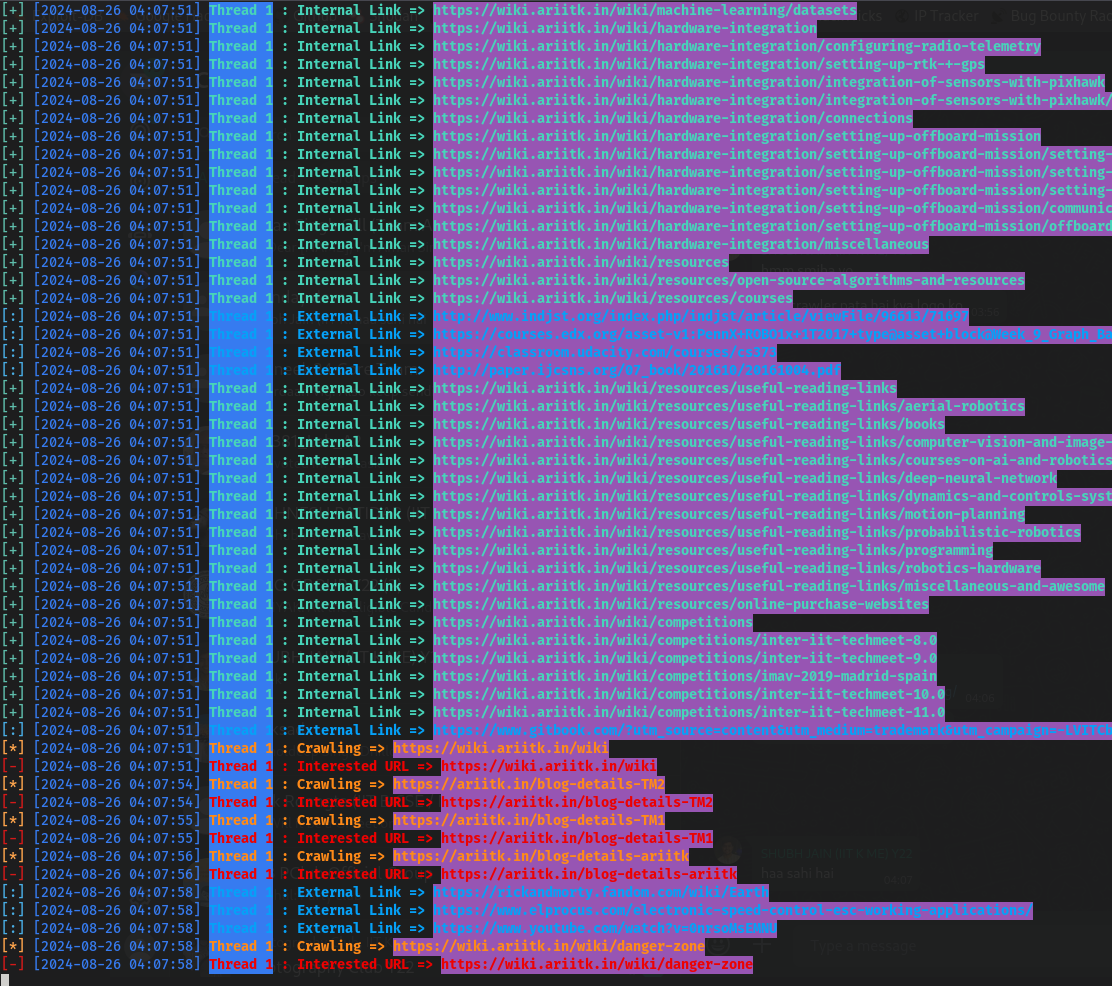 [+] [2024-08-26 04:07:51] Thread 1 : Internal Link => https://wiki.ariitk.in/wiki/machine-learning/datasets
[+] [2024-08-26 04:07:51] Thread 1 : Internal Link => https://wiki.ariitk.in/wiki/hardware-integration
[+] [2024-08-26 04:07:51] Thread 1 : Internal Link => https://wiki.ariitk.in/wiki/hardware-integration/configuring-radio-telemetry
[+] [2024-08-26 04:07:51] Thread 1 : Internal Link => https://wiki.ariitk.in/wiki/hardware-integration/setting-up-rtk-+-gps
[+] [2024-08-26 04:07:51] Thread 1 : Internal Link => https://wiki.ariitk.in/wiki/hardware-integration/integration-of-sensors-with-pixhawk
[+] [2024-08-26 04:07:51] Thread 1 : Internal Link => https://wiki.ariitk.in/wiki/hardware-integration/integration-of-sensors-with-pixhawk/
[+] [2024-08-26 04:07:51] Thread 1 : Internal Link => https://wiki.ariitk.in/wiki/hardware-integration/connections
[+] [2024-08-26 04:07:51] Thread 1 : Internal Link => https://wiki.ariitk.in/wiki/hardware-integration/setting-up-offboard-mission
[+] [2024-08-26 04:07:51] Thread 1 : Internal Link => https://wiki.ariitk.in/wiki/hardware-integration/setting-up-offboard-mission/setting-
[+] [2024-08-26 04:07:51] Thread 1 : Internal Link => https://wiki.ariitk.in/wiki/hardware-integration/setting-up-offboard-mission/setting-
[+] [2024-08-26 04:07:51] Thread 1 : Internal Link => https://wiki.ariitk.in/wiki/hardware-integration/setting-up-offboard-mission/setting-
[+] [2024-08-26 04:07:51] Thread 1 : Internal Link => https://wiki.ariitk.in/wiki/hardware-integration/setting-up-offboard-mission/communic
[+] [2024-08-26 04:07:51] Thread 1 : Internal Link => https://wiki.ariitk.in/wiki/hardware-integration/setting-up-offboard-mission/offboard
[+] [2024-08-26 04:07:51] Thread 1 : Internal Link => https://wiki.ariitk.in/wiki/hardware-integration/miscellaneous
[+] [2024-08-26 04:07:51] Thread 1 : Internal Link => https://wiki.ariitk.in/wiki/resources
[+] [2024-08-26 04:07:51] Thread 1 : Internal Link => https://wiki.ariitk.in/wiki/resources/open-source-algorithms-and-resources
[+] [2024-08-26 04:07:51] Thread 1 : Internal Link => https://wiki.ariitk.in/wiki/resources/courses
[:] [2024-08-26 04:07:51] Thread 1 : External Link => http://www.indjst.org/index.php/indjst/article/viewFile/96613/71697
[:] [2024-08-26 04:07:51] Thread 1 : External Link =>
[:] [2024-08-26 04:07:51] Thread 1 : External Link => https://classroom.udacity.com/courses/cs373
[:] [2024-08-26 04:07:51] Thread 1 : External Link => http://paper.ijcsns.org/07_book/201610/20161004.pdf
[+] [2024-08-26 04:07:51] Thread 1 : Internal Link => https://wiki.ariitk.in/wiki/resources/useful-reading-links
[+] [2024-08-26 04:07:51] Thread 1 : Internal Link => https://wiki.ariitk.in/wiki/resources/useful-reading-links/aerial-robotics
[+] [2024-08-26 04:07:51] Thread 1 : Internal Link => https://wiki.ariitk.in/wiki/resources/useful-reading-links/books
[+] [2024-08-26 04:07:51] Thread 1 : Internal Link => https://wiki.ariitk.in/wiki/resources/useful-reading-links/computer-vision-and-image-
[+] [2024-08-26 04:07:51] Thread 1 : Internal Link => https://wiki.ariitk.in/wiki/resources/useful-reading-links/courses-on-ai-and-robotics
[+] [2024-08-26 04:07:51] Thread 1 : Internal Link => https://wiki.ariitk.in/wiki/resources/useful-reading-links/deep-neural-network
[+] [2024-08-26 04:07:51] Thread 1 : Internal Link => https://wiki.ariitk.in/wiki/resources/useful-reading-links/dynamics-and-controls-syst
[+] [2024-08-26 04:07:51] Thread 1 : Internal Link => https://wiki.ariitk.in/wiki/resources/useful-reading-links/motion-planning
[+] [2024-08-26 04:07:51] Thread 1 : Internal Link => https://wiki.ariitk.in/wiki/resources/useful-reading-links/probabilistic-robotics
[+] [2024-08-26 04:07:51] Thread 1 : Internal Link => https://wiki.ariitk.in/wiki/resources/useful-reading-links/programming
[+] [2024-08-26 04:07:51] Thread 1 : Internal Link => https://wiki.ariitk.in/wiki/resources/useful-reading-links/robotics-hardware
[+] [2024-08-26 04:07:51] Thread 1 : Internal Link => https://wiki.ariitk.in/wiki/resources/useful-reading-links/miscellaneous-and-awesome
[+] [2024-08-26 04:07:51] Thread 1 : Internal Link => https://wiki.ariitk.in/wiki/resources/online-purchase-websites
[+] [2024-08-26 04:07:51] Thread 1 : Internal Link => https://wiki.ariitk.in/wiki/competitions
[+] [2024-08-26 04:07:51] Thread 1 : Internal Link => https://wiki.ariitk.in/wiki/competitions/inter-iit-techmeet-8.0
[+] [2024-08-26 04:07:51] Thread 1 : Internal Link => https://wiki.ariitk.in/wiki/competitions/inter-iit-techmeet-9.0
[+] [2024-08-26 04:07:51] Thread 1 : Internal Link => https://wiki.ariitk.in/wiki/competitions/imav-2019-madrid-spain
[+] [2024-08-26 04:07:51] Thread 1 : Internal Link => https://wiki.ariitk.in/wiki/competitions/inter-iit-techmeet-10.0
[+] [2024-08-26 04:07:51] Thread 1 : Internal Link => https://wiki.ariitk.in/wiki/competitions/inter-iit-techmeet-11.0
[:] [2024-08-26 04:07:51] Thread 1 : External Link =>
[*] [2024-08-26 04:07:51] Thread 1 : Crawling => https://wiki.ariitk.in/wiki
[-] [2024-08-26 04:07:51] Thread 1 : Interested URL => https://wiki.ariitk.in/wiki
[*] [2024-08-26 04:07:54] Thread 1 : Crawling => https://ariitk.in/blog-details-TM2
[-] [2024-08-26 04:07:54] Thread 1 : Interested URL => https://ariitk.in/blog-details-TM2
[*] [2024-08-26 04:07:55] Thread 1 : Crawling => https://ariitk.in/blog-details-TM1
[-] [2024-08-26 04:07:55] Thread 1 : Interested URL => https://ariitk.in/blog-details-TM1
[*] [2024-08-26 04:07:56] Thread 1 : Crawling => https://ariitk.in/blog-details-ariitk
[-] [2024-08-26 04:07:56] Thread 1 : Interested URL => https://ariitk.in/blog-details-ariitk
[:] [2024-08-26 04:07:58] Thread 1 : External Link => https://rickandmorty.fandom.com/wiki/Earth
[:] [2024-08-26 04:07:58] Thread 1 : External Link => https://www.elprocus.com/electronic-speed-control-esc-working-applications/
[:] [2024-08-26 04:07:58] Thread 1 : External Link =>
[*] [2024-08-26 04:07:58] Thread 1 : Crawling => https://wiki.ariitk.in/wiki/danger-zone
[-] [2024-08-26 04:07:58] Thread 1 : Interested URL => https://wiki.ariitk.in/wiki/danger-zone